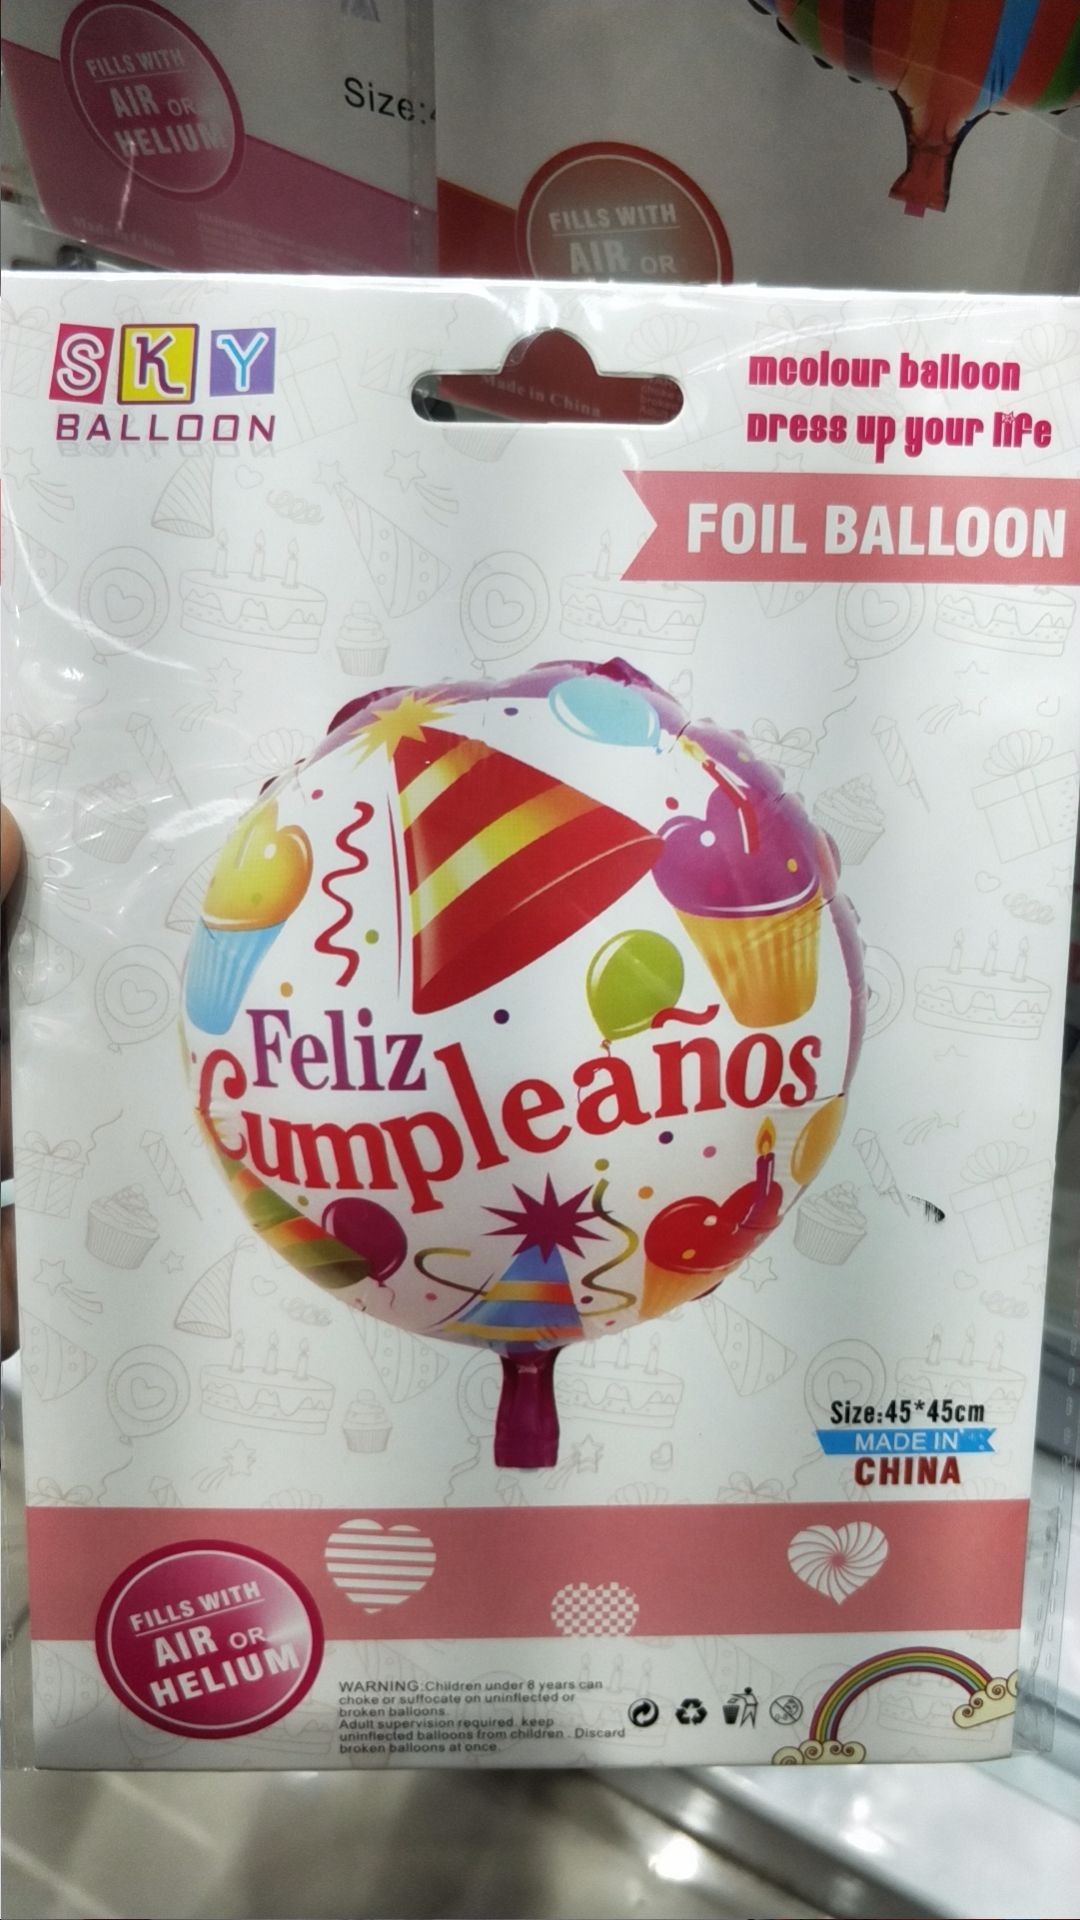 FILLS WITH
AIR OR
HELIUM
Size:
FILLS WITH
AIR OR
SKY
BALLOON
Made in China
mcolour balloon
Dress up your life
FOIL BALLOON
Feliz
Cumpleaños
Size:45*45cm
MADE IN
CHINA
FILLS WITH
AIR OR
HELIUM
WARNING:Children under 8 years can
choke or suffocate on uninflected or
broken balloons.
Adult supervision required. keep
uninflected balloons from children . Discard
broken balloons at once.